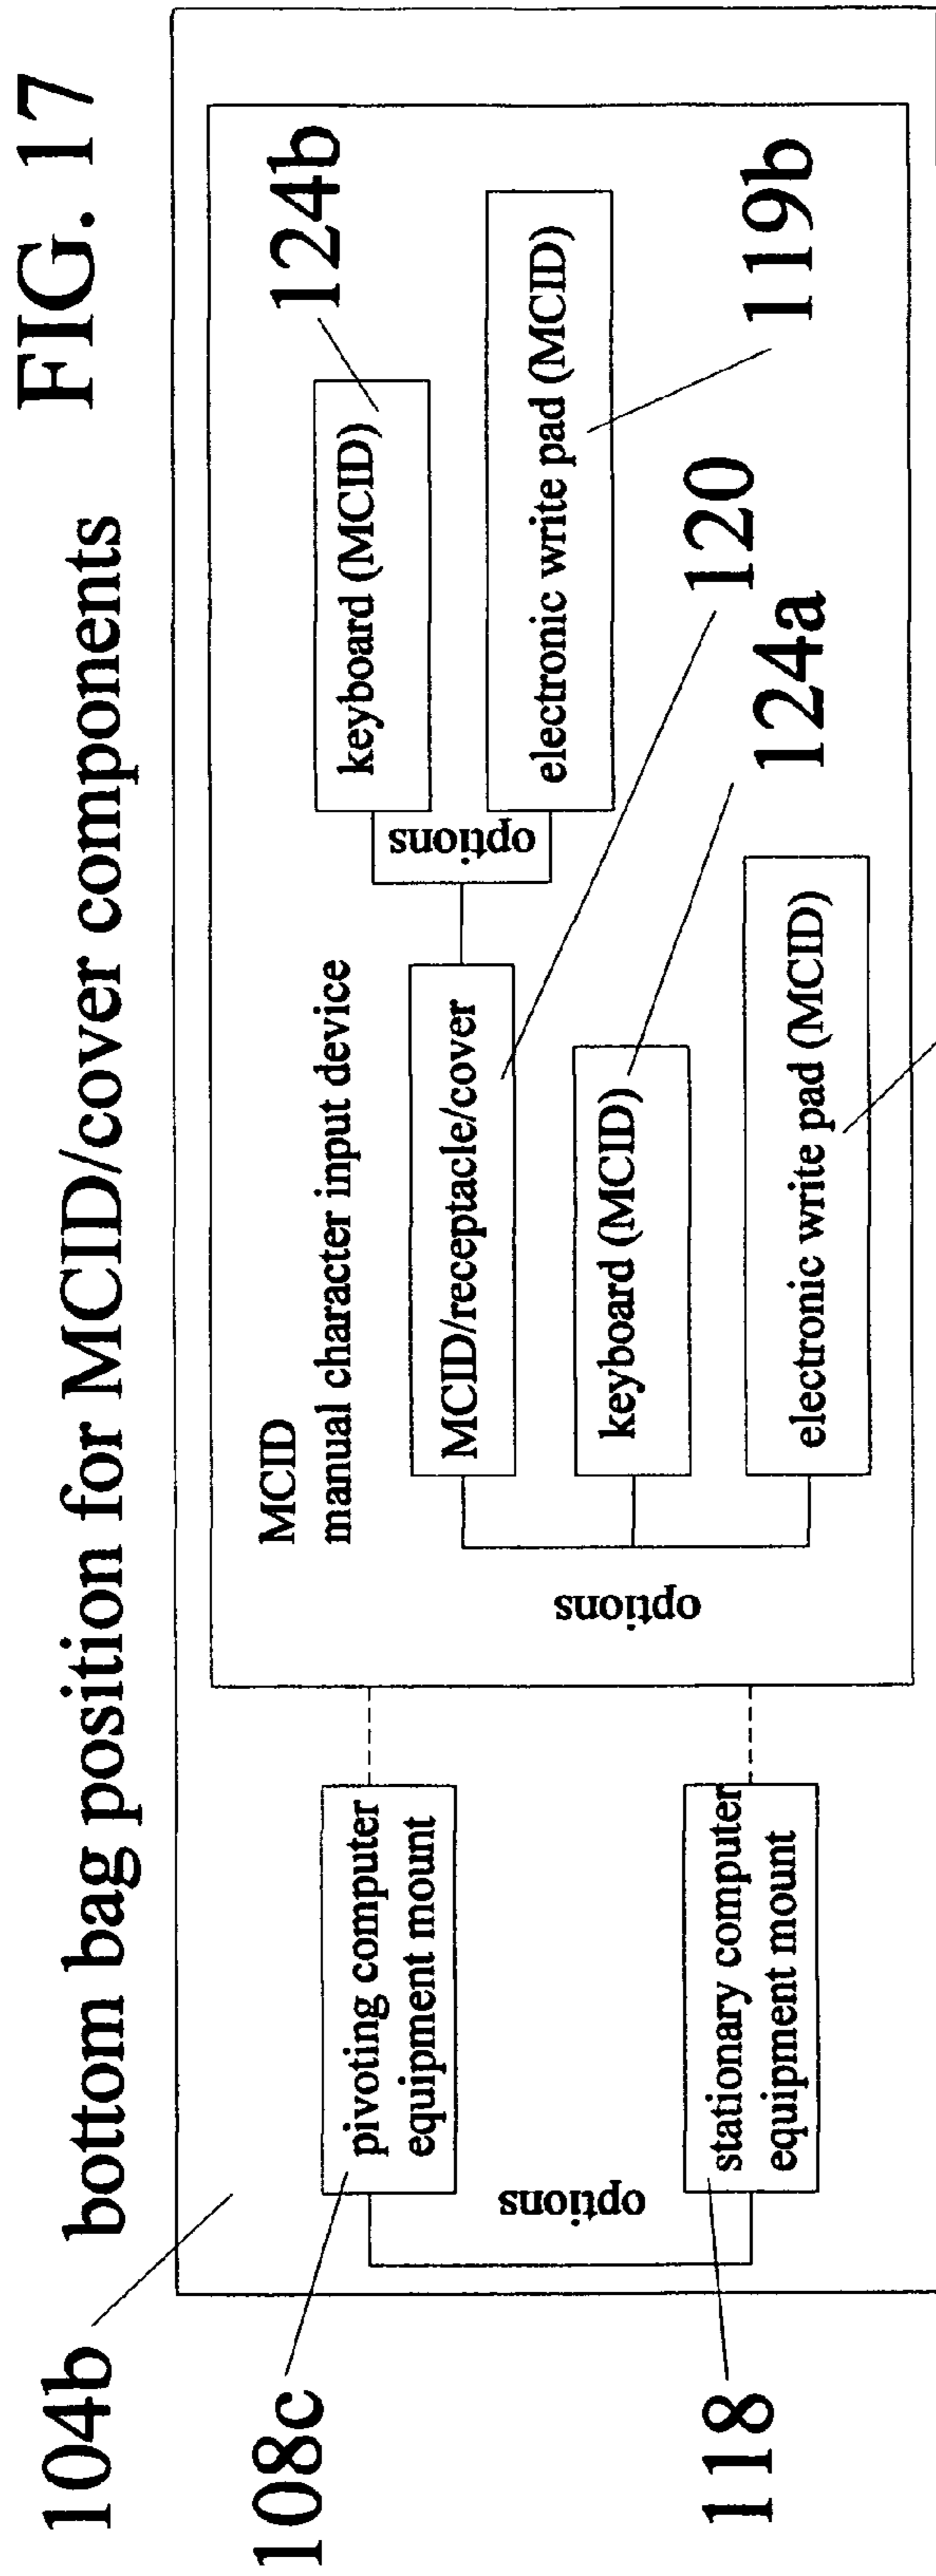 FIG. 17
104b
bottom bag position for MCID/cover components
108c
pivoting computer
equipment mount
options
118
stationary computer
equipment mount
MCID
manual character input device
options
MCID/receptacle/cover
120
options
keyboard (MCID)
124b
electronic write pad (MCID)
119b
keyboard (MCID)
124a
electronic write pad (MCID)